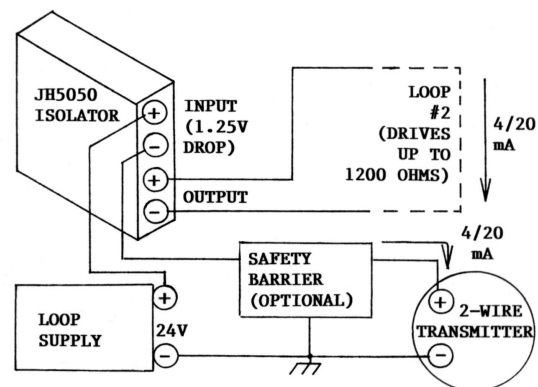 JH5050
ISOLATOR
+
INPUT
(1.25V
DROP)
−
+
OUTPUT
−
LOOP
#2
(DRIVES
UP TO
1200 OHMS)
4/20
mA
4/20
mA
SAFETY
BARRIER
(OPTIONAL)
LOOP
SUPPLY
+
24V
−
+
2-WIRE
TRANSMITTER
−